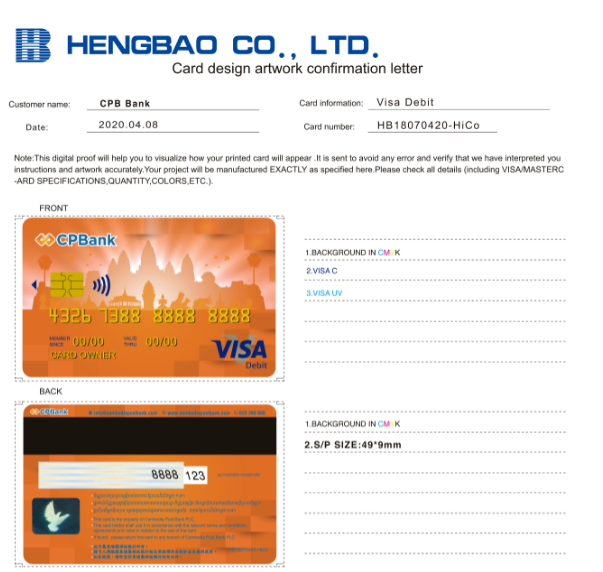 HENGBAO CO., LTD.
Card design artwork confirmation letter
Customer name: CPB Bank
Card information: Visa Debit
Date: 2020.04.08
Card number: HB18070420-HiCo
Note:This digital proof will help you to visualize how your printed card will appear .It is sent to avoid any error and verify that we have interpreted you
instructions and artwork accurately.Your project will be manufactured EXACTLY as specified here.Please check all details (including VISA/MASTERC
-ARD SPECIFICATIONS,QUANTITY,COLORS,ETC.).
FRONT
CPBank
4326 7388 8888 8888
MEMBER SINCE 00/00 VALID THRU 00/00
CARD OWNER
VISA
Debit
1.BACKGROUND IN CMYK
2.VISA C
3.VISA UV
BACK
CPBank
8888 123
1.BACKGROUND IN CMYK
2.S/P SIZE:49*9mm